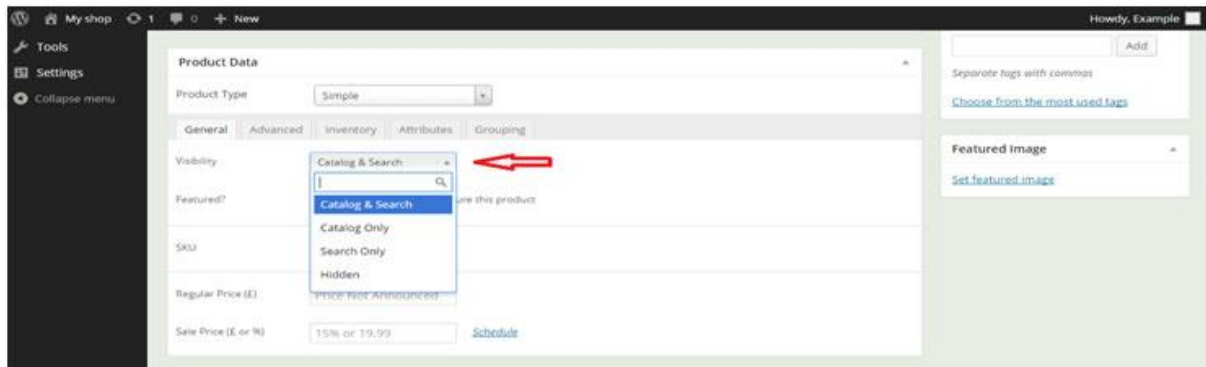 My shop 1 0 + New Howdy, Example
Tools
Settings
Collapse menu
Product Data
Product Type Simple
General Advanced Inventory Attributes Grouping
Visibility Catalog & Search
Featured? ure this product
Catalog & Search
Catalog Only
SKU Search Only
Hidden
Regular Price (£) Price Not Announced
Sale Price (£ or %) 15% or 19.99 Schedule
Add
Separate tags with commas
Choose from the most used tags
Featured Image
Set featured image